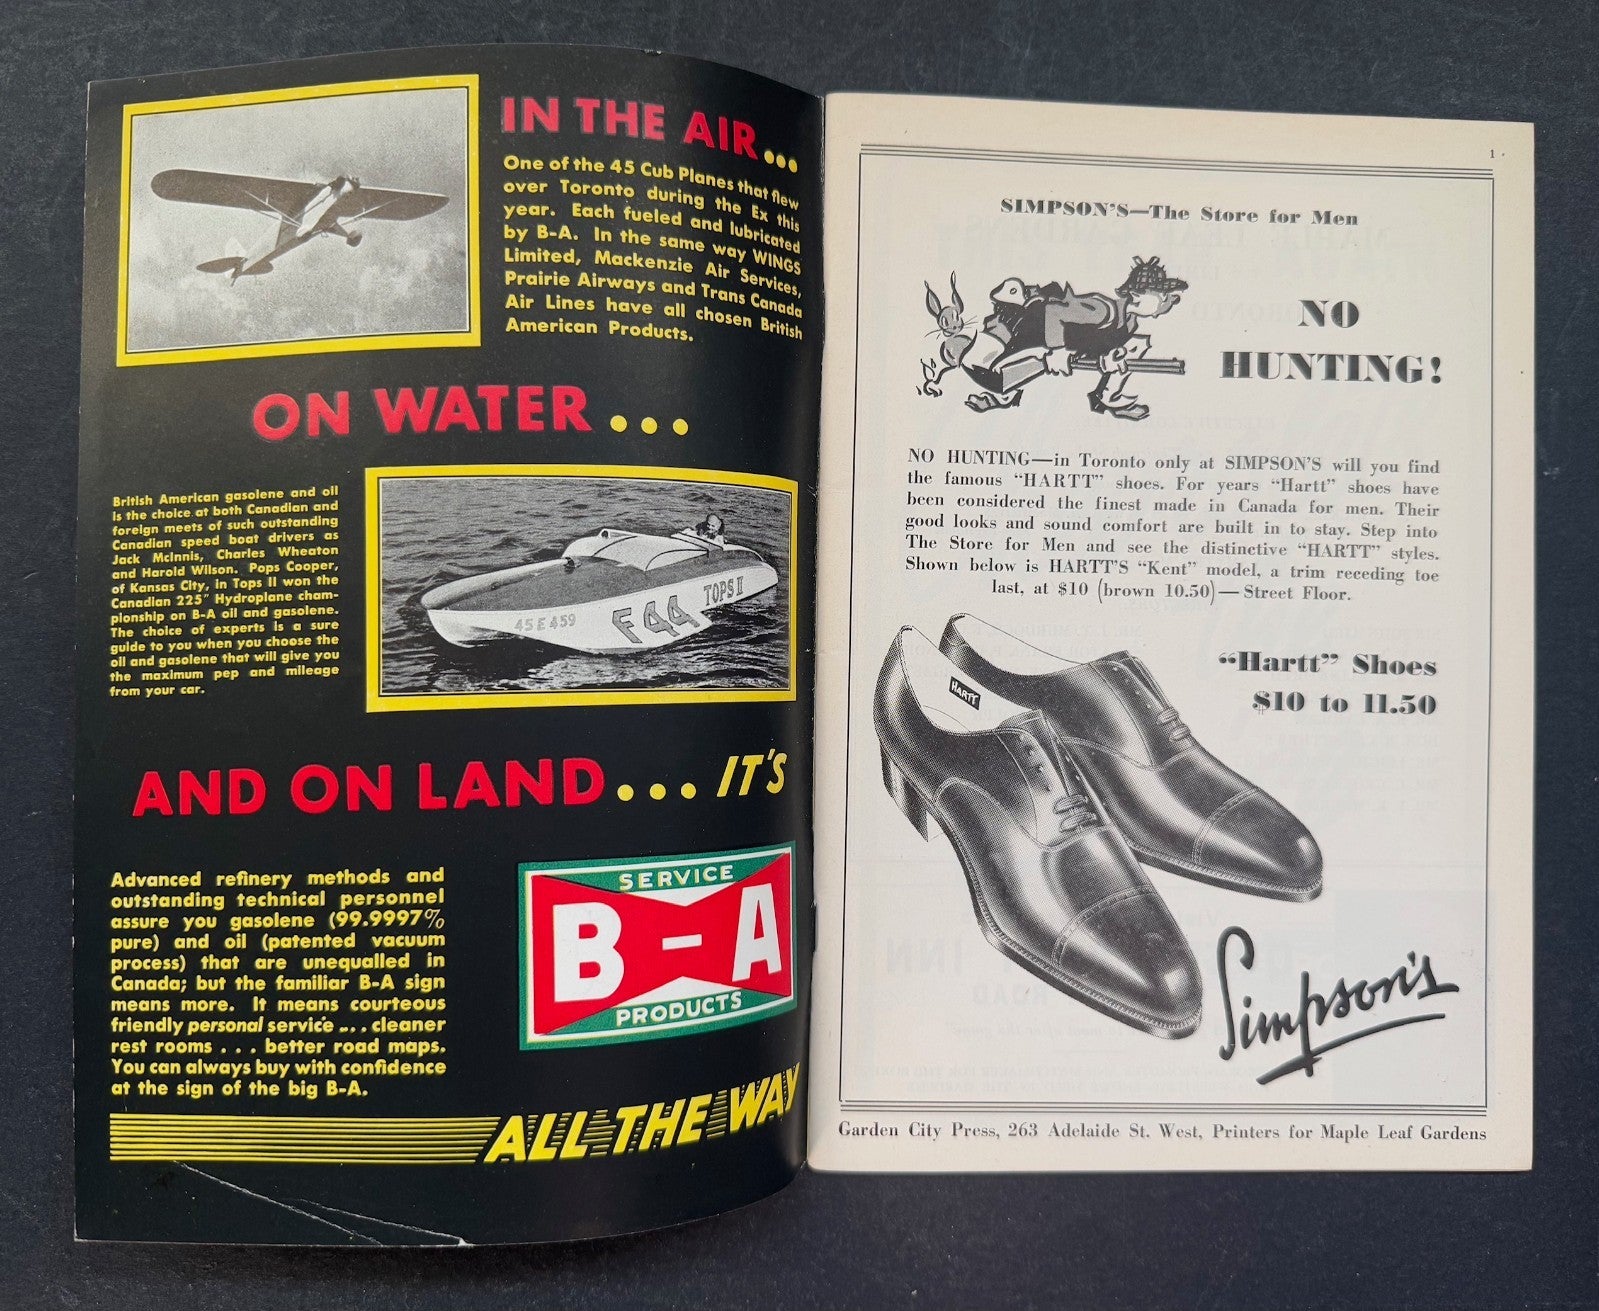 IN THE AIR...
One of the 45 Cub Planes that flew
over Toronto during the Ex this
year. Each fueled and lubricated
by B-A. In the same way WINGS
Limited, Mackenzie Air Services,
Prairie Airways and Trans Canada
Air Lines have all chosen British
American Products.
ON WATER...
British American gasolene and oil
is the choice at both Canadian and
foreign meets of such outstanding
Canadian speed boat drivers as
Jack McInnis, Charles Wheaton
and Harold Wilson. Pops Cooper,
of Kansas City, in Tops II won the
Canadian 225" Hydroplane cham-
pionship on B-A oil and gasolene.
The choice of experts is a sure
guide to you when you choose the
oil and gasolene that will give you
the maximum pep and mileage
from your car.
45E459
F44
TOPS II
AND ON LAND... IT'S
Advanced refinery methods and
outstanding technical personnel
assure you gasolene (99.9997%
pure) and oil (patented vacuum
process) that are unequalled in
Canada; but the familiar B-A sign
means more. It means courteous
friendly personal service ... cleaner
rest rooms . . . better road maps.
You can always buy with confidence
at the sign of the big B-A.
SERVICE
B-A
PRODUCTS
ALL THE WAY
1
SIMPSON'S—The Store for Men
NO
HUNTING!
NO HUNTING—in Toronto only at SIMPSON'S will you find
the famous "HARTT" shoes. For years "Hartt" shoes have
been considered the finest made in Canada for men. Their
good looks and sound comfort are built in to stay. Step into
The Store for Men and see the distinctive "HARTT" styles.
Shown below is HARTT'S "Kent" model, a trim receding toe
last, at $10 (brown 10.50)—Street Floor.
"Hartt" Shoes
$10 to 11.50
HARTT
Simpson's
Garden City Press, 263 Adelaide St. West, Printers for Maple Leaf Gardens